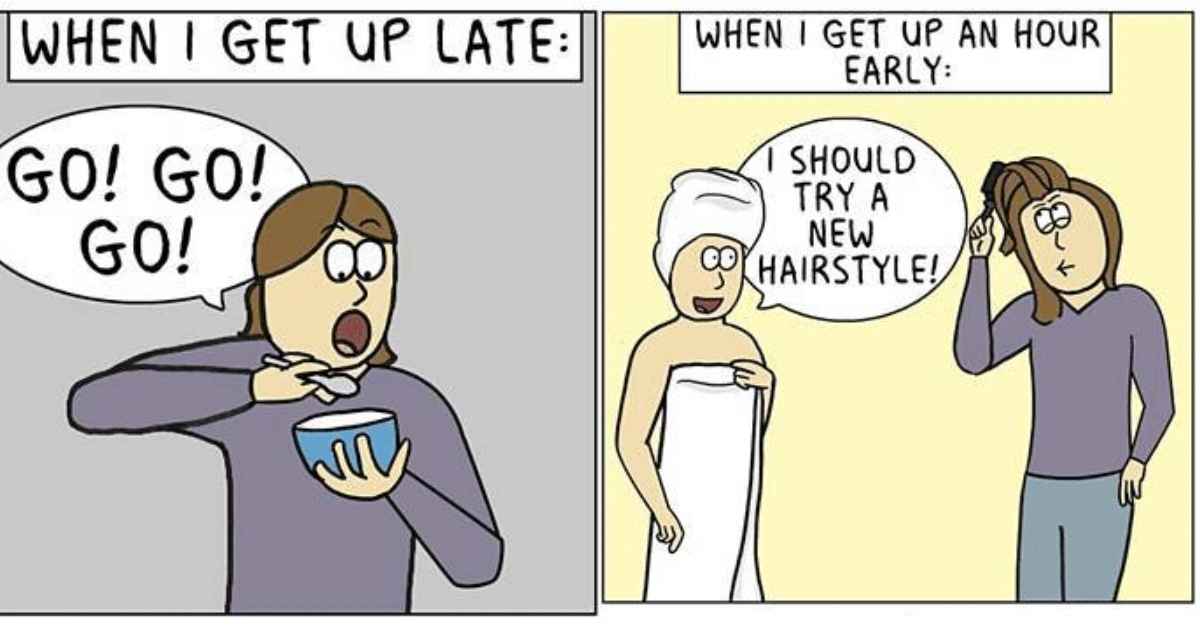 WHEN I GET UP LATE:
GO! GO!
GO!
WHEN I GET UP AN HOUR
EARLY:
I SHOULD
TRY A
NEW
HAIRSTYLE!